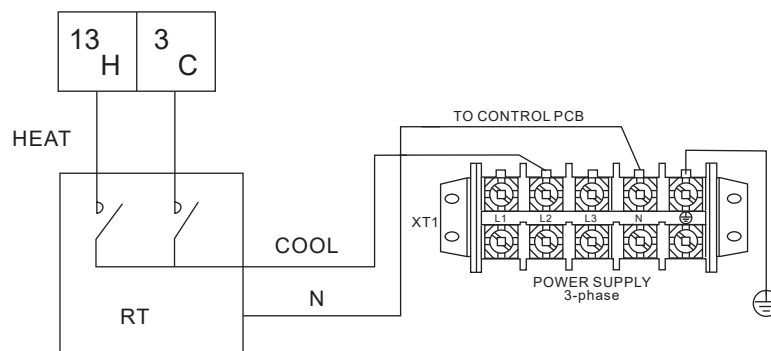 13 H 3 C
TO CONTROL PCB
HEAT
L1 L2 L3 N
XT1
COOL
POWER SUPPLY
3-phase
N
RT